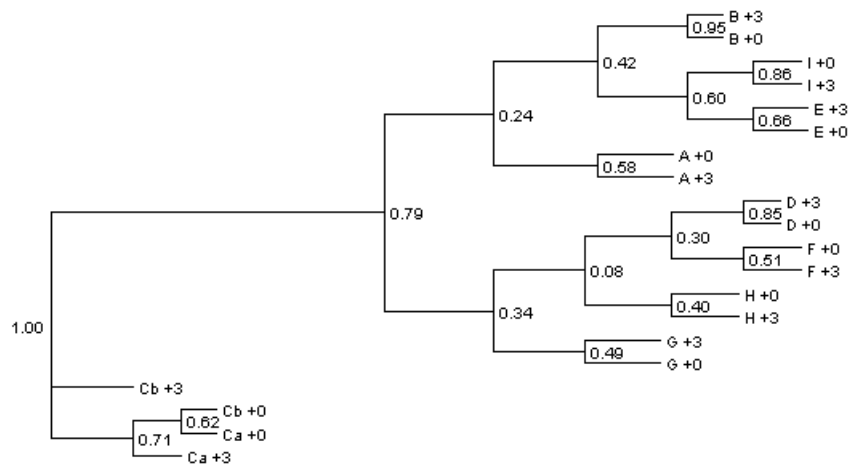 B +3
0.95
B +0
0.42
I +0
0.86
I +3
0.60
E +3
0.66
E +0
0.24
A +0
0.58
A +3
0.79
D +3
0.85
D +0
0.30
F +0
0.51
F +3
0.08
H +0
0.40
H +3
0.34
G +3
0.49
G +0
1.00
Cb +3
Cb +0
0.62
Ca +0
0.71
Ca +3